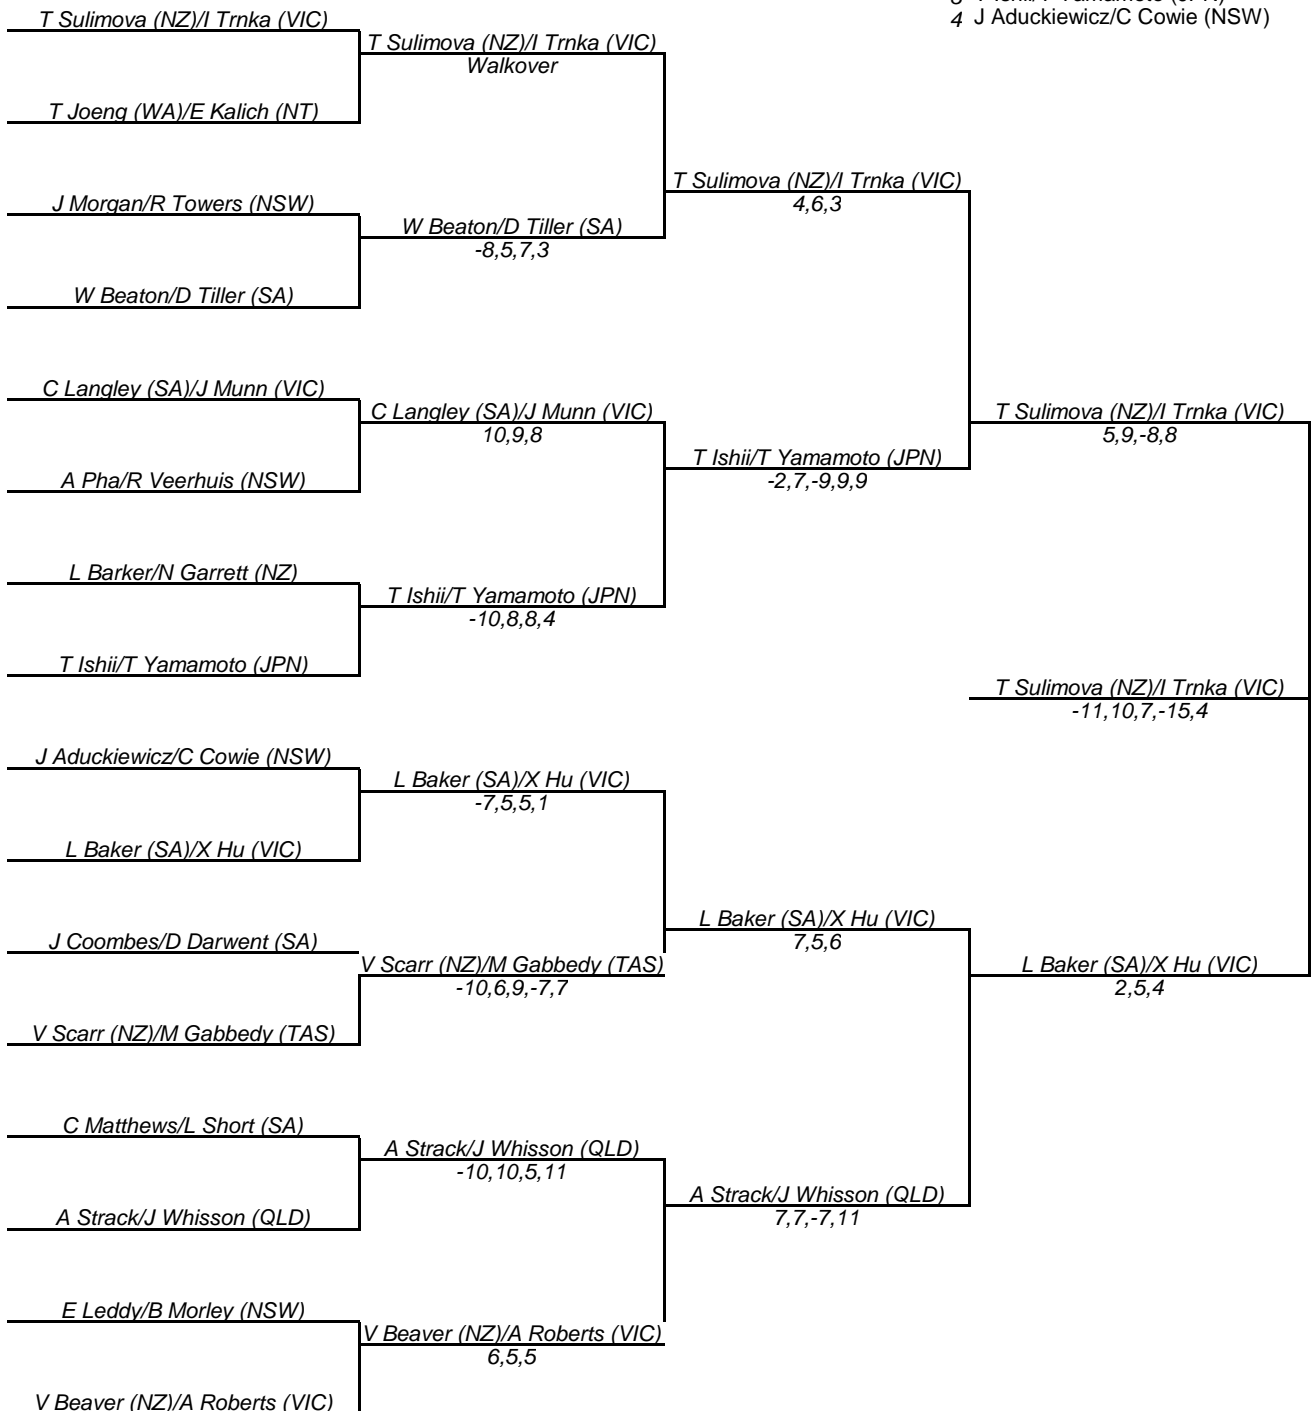 3 T Ishii/T Yamamoto (JPN)
4 J Aduckiewicz/C Cowie (NSW)
T Sulimova (NZ)/I Trnka (VIC)
T Sulimova (NZ)/I Trnka (VIC)
Walkover
T Joeng (WA)/E Kalich (NT)
T Sulimova (NZ)/I Trnka (VIC)
4,6,3
J Morgan/R Towers (NSW)
W Beaton/D Tiller (SA)
-8,5,7,3
W Beaton/D Tiller (SA)
C Langley (SA)/J Munn (VIC)
C Langley (SA)/J Munn (VIC)
10,9,8
T Sulimova (NZ)/I Trnka (VIC)
5,9,-8,8
T Ishii/T Yamamoto (JPN)
-2,7,-9,9,9
A Pha/R Veerhuis (NSW)
L Barker/N Garrett (NZ)
T Ishii/T Yamamoto (JPN)
-10,8,8,4
T Ishii/T Yamamoto (JPN)
T Sulimova (NZ)/I Trnka (VIC)
-11,10,7,-15,4
J Aduckiewicz/C Cowie (NSW)
L Baker (SA)/X Hu (VIC)
-7,5,5,1
L Baker (SA)/X Hu (VIC)
L Baker (SA)/X Hu (VIC)
7,5,6
J Coombes/D Darwent (SA)
V Scarr (NZ)/M Gabbedy (TAS)
-10,6,9,-7,7
L Baker (SA)/X Hu (VIC)
2,5,4
V Scarr (NZ)/M Gabbedy (TAS)
C Matthews/L Short (SA)
A Strack/J Whisson (QLD)
-10,10,5,11
A Strack/J Whisson (QLD)
7,7,-7,11
A Strack/J Whisson (QLD)
E Leddy/B Morley (NSW)
V Beaver (NZ)/A Roberts (VIC)
6,5,5
V Beaver (NZ)/A Roberts (VIC)